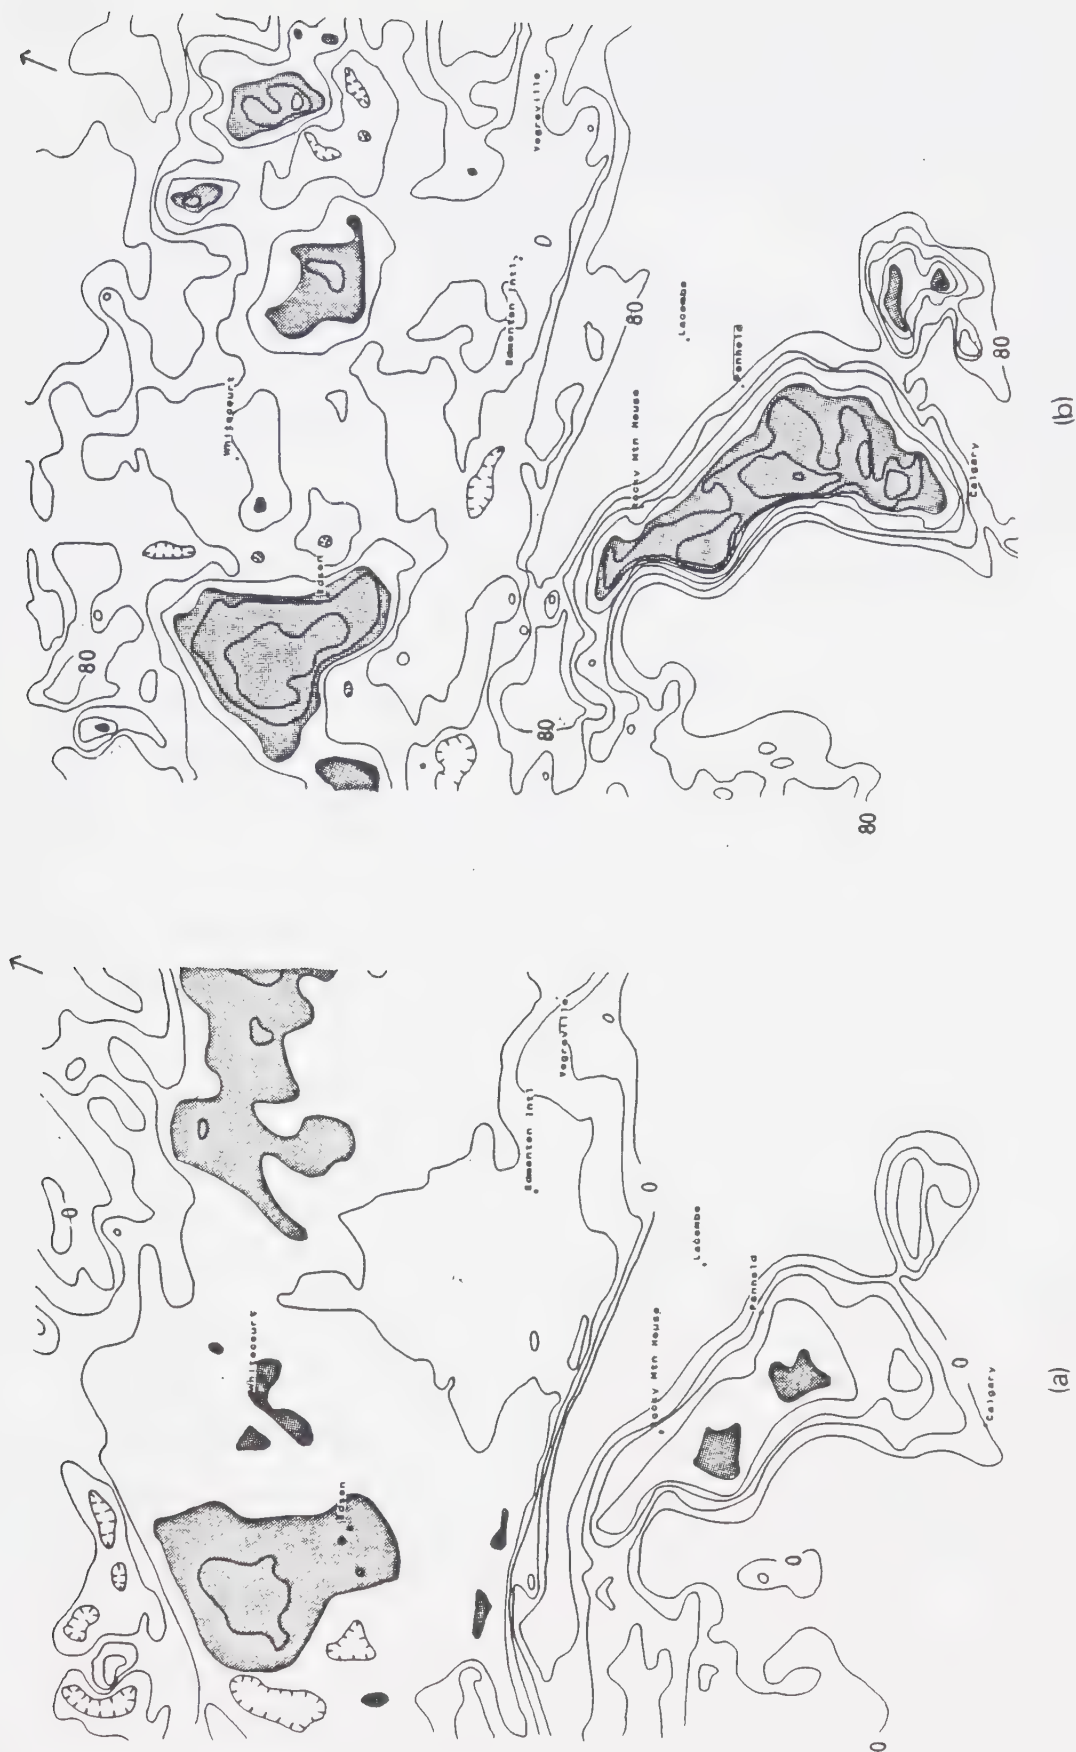 Whitecourt
Edson
Edmonton Intl
Vegreville
0
0
Rocky Mtn House
Lacombe
Penhold
0
0
Calgary
0
(a)
80
Whitecourt
Edson
Vegreville
Edmonton Intl
80
80
Rocky Mtn House
Lacombe
Penhold
80
Calgary
80
(b)